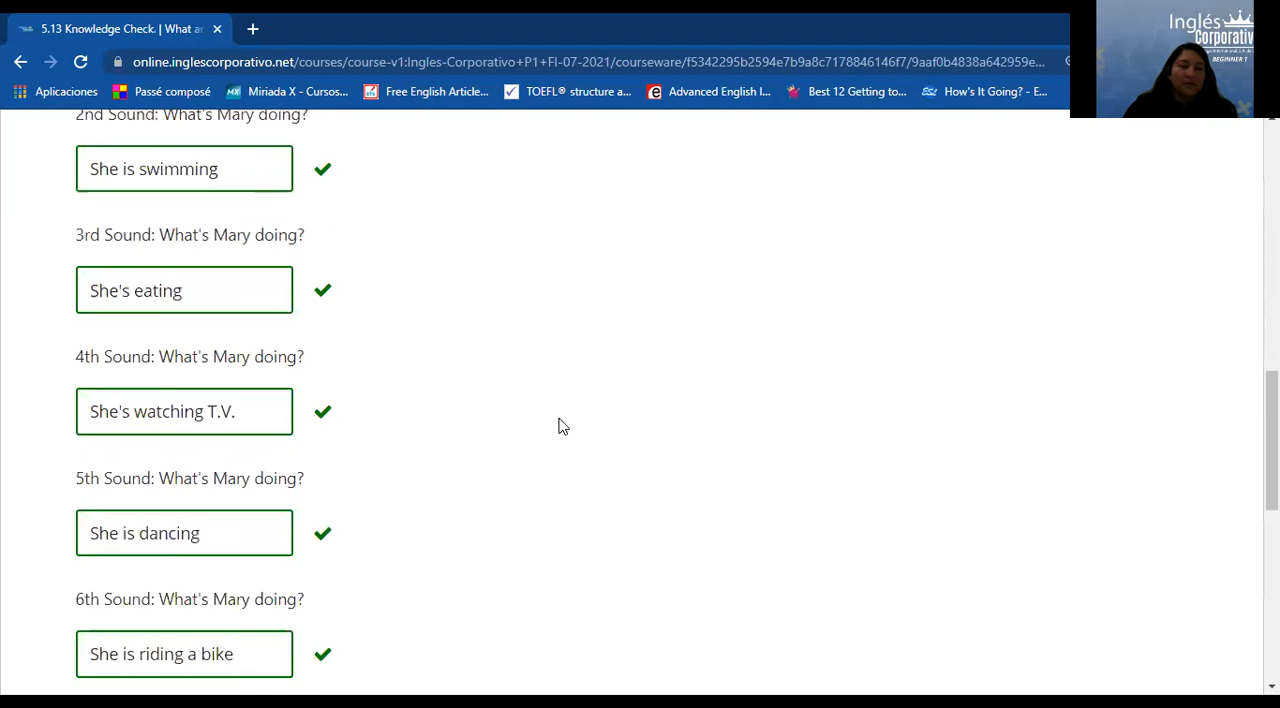 5.13 Knowledge Check. | What ar
online.inglescorporativo.net/courses/course-v1:Ingles-Corporativo+P1+FI-07-2021/courseware/f5342295b2594e7b9a8c7178846146f7/9aaf0b4838a642959e...
Aplicaciones Passé composé Miriada X - Cursos... Free English Article... TOEFL® structure a... Advanced English I... Best 12 Getting to... How's It Going? – E...
Inglés
Corporativ
BEGINNER 1
2nd Sound: What's Mary doing?
She is swimming
3rd Sound: What's Mary doing?
She's eating
4th Sound: What's Mary doing?
She's watching T.V.
5th Sound: What's Mary doing?
She is dancing
6th Sound: What's Mary doing?
She is riding a bike